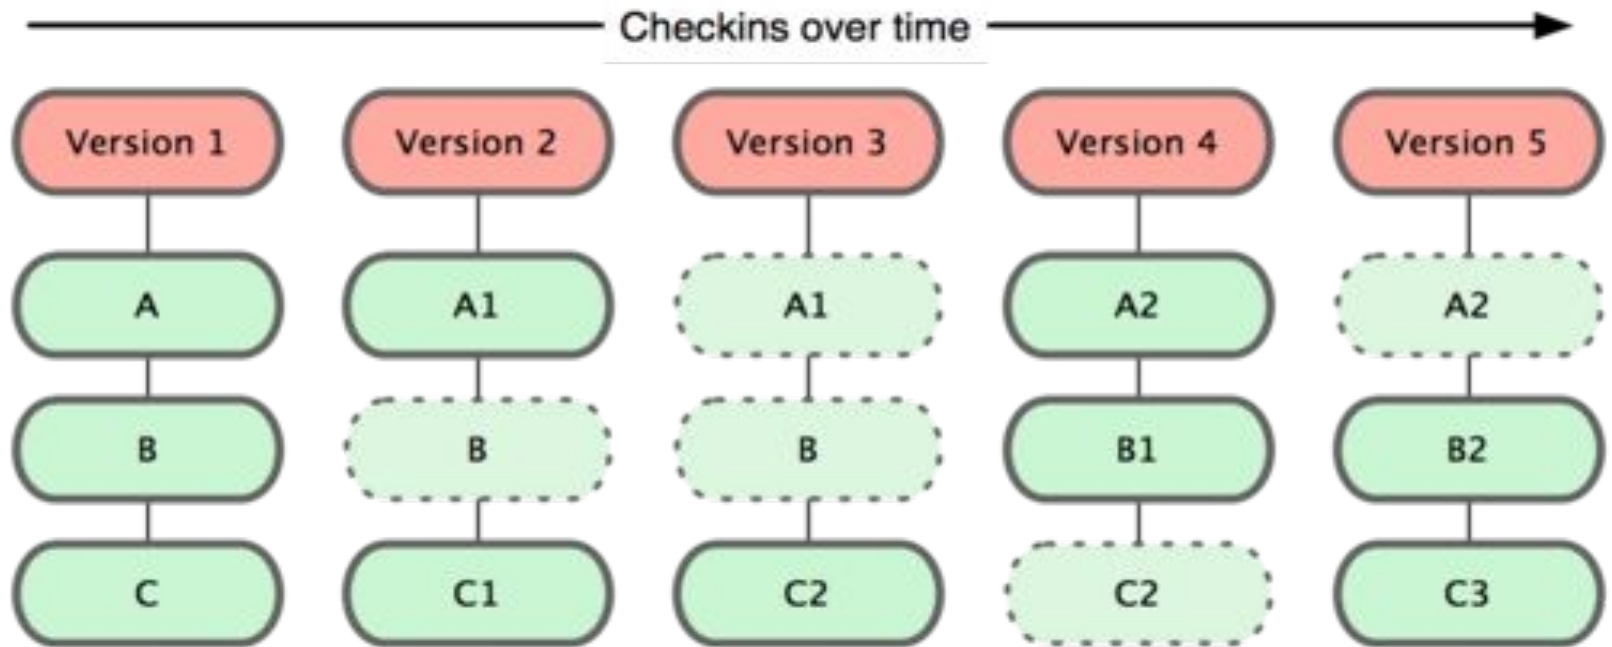 Checkins over time
Version 1 Version 2 Version 3 Version 4 Version 5
A A1 A1 A2 A2
B B B B1 B2
C C1 C2 C2 C3